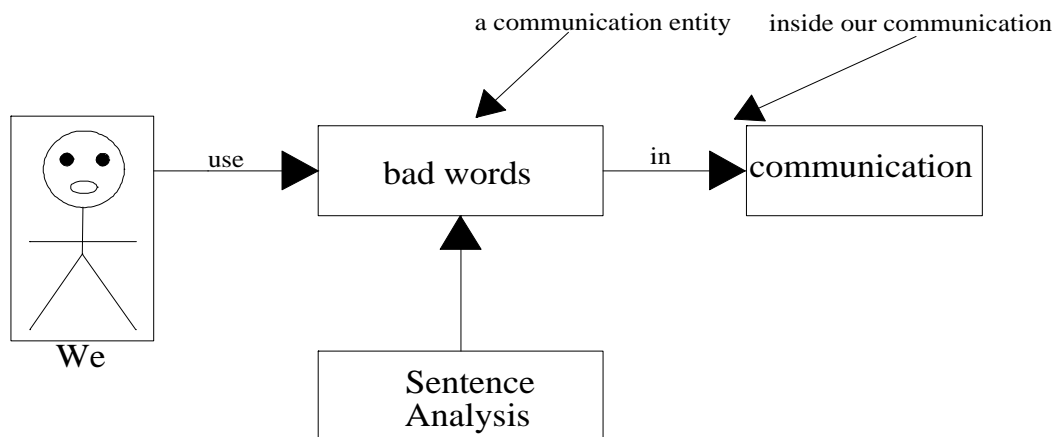 a communication entity
inside our communication
use
bad words
in
communication
We
Sentence
Analysis